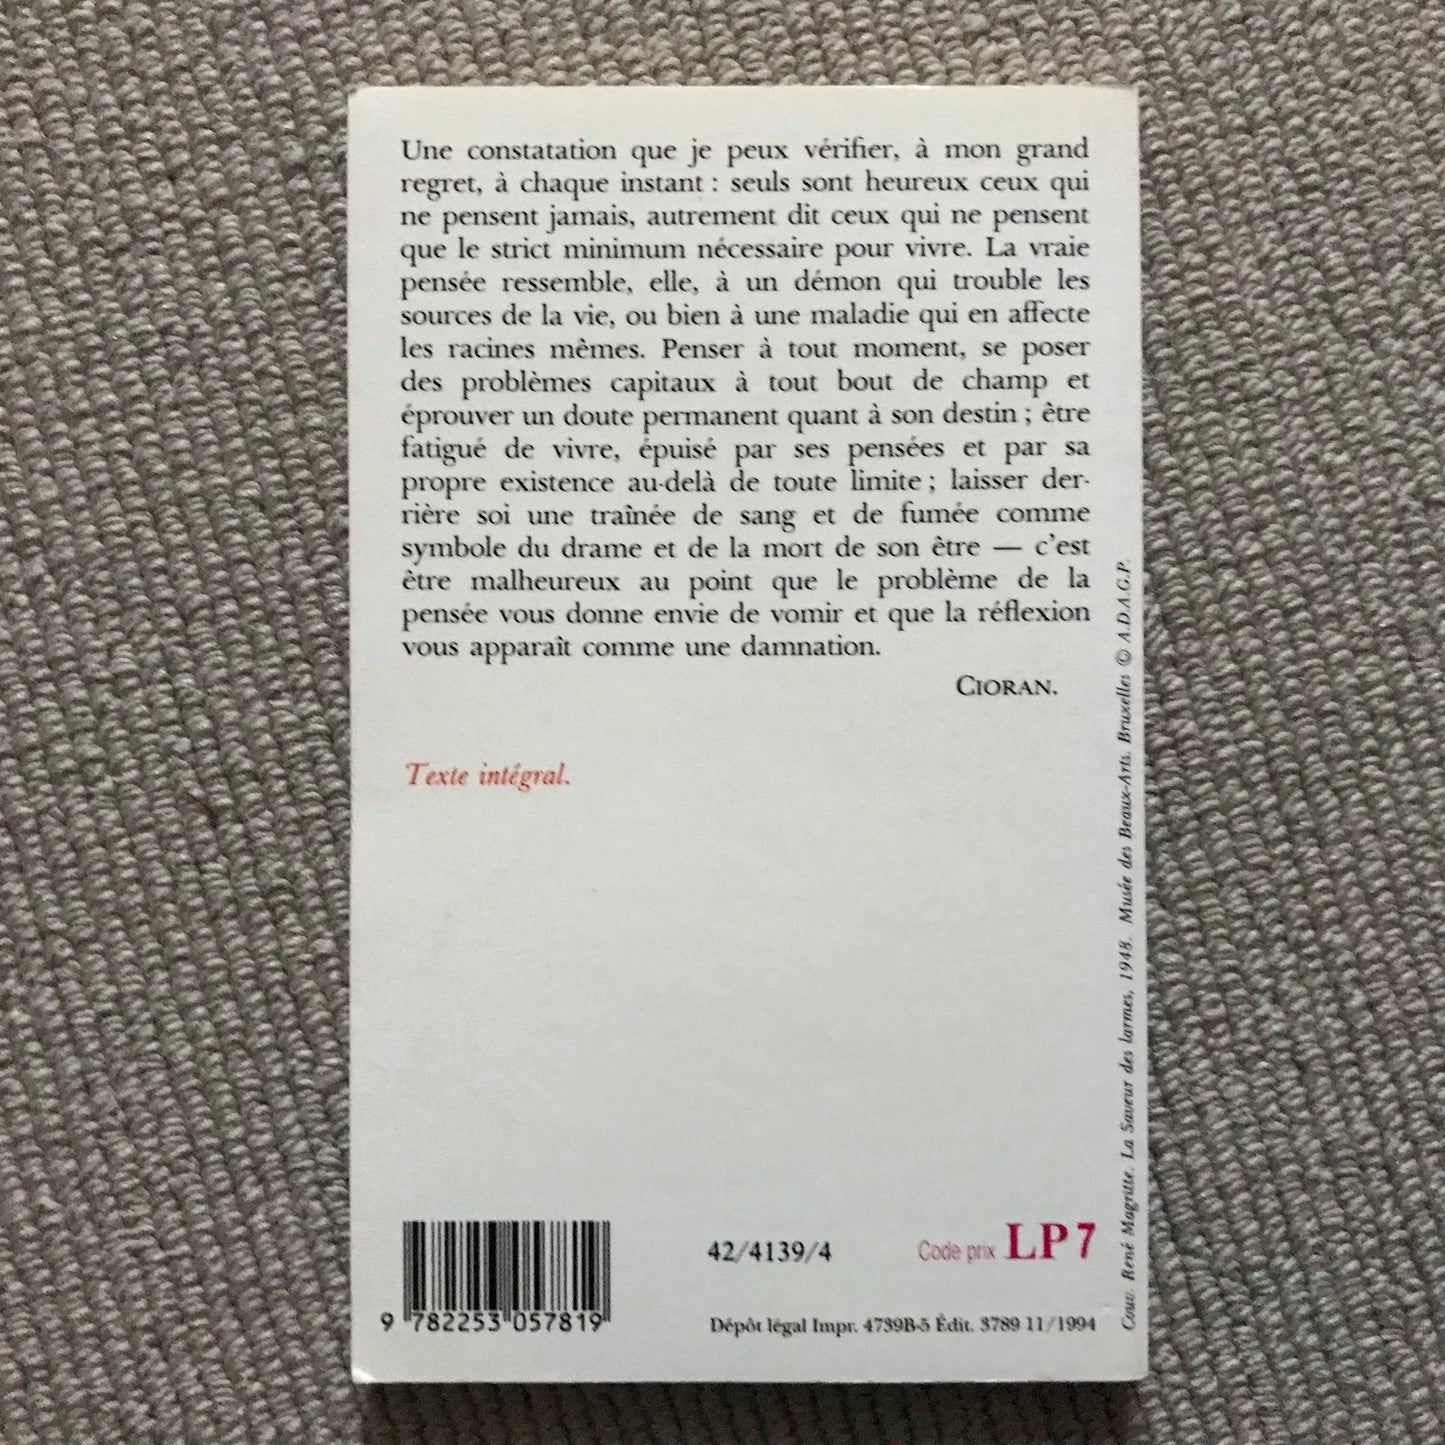 Une constatation que je peux vérifier, à mon grand
regret, à chaque instant : seuls sont heureux ceux qui
ne pensent jamais, autrement dit ceux qui ne pensent
que le strict minimum nécessaire pour vivre. La vraie
pensée ressemble, elle, à un démon qui trouble les
sources de la vie, ou bien à une maladie qui en affecte
les racines mêmes. Penser à tout moment, se poser
des problèmes capitaux à tout bout de champ et
éprouver un doute permanent quant à son destin ; être
fatigué de vivre, épuisé par ses pensées et par sa
propre existence au-delà de toute limite ; laisser der-
rière soi une traînée de sang et de fumée comme
symbole du drame et de la mort de son être — c'est
être malheureux au point que le problème de la
pensée vous donne envie de vomir et que la réflexion
vous apparaît comme une damnation.
CIORAN.
Texte intégral.
Couv. René Magritte. La Saveur des larmes, 1948. Musée des Beaux-Arts. Bruxelles © A.D.A.G.P.
42/4139/4
Code prix LP 7
9 782253 057819
Dépôt légal Impr. 4739B-5 Édit. 3789 11/1994